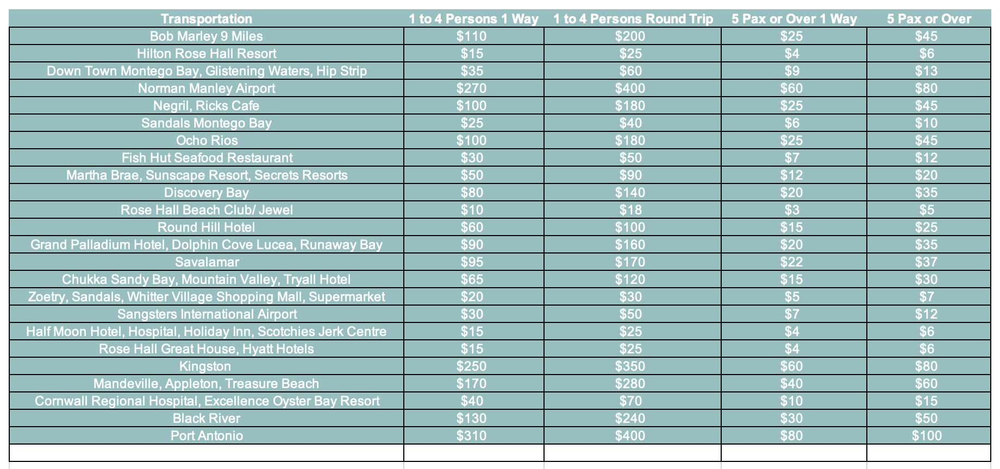 Transportation 1 to 4 Persons 1 Way 1 to 4 Persons Round Trip 5 Pax or Over 1 Way 5 Pax or Over
Bob Marley 9 Miles $110 $200 $25 $45
Hilton Rose Hall Resort $15 $25 $4 $6
Down Town Montego Bay, Glistening Waters, Hip Strip $35 $60 $9 $13
Norman Manley Airport $270 $400 $60 $80
Negril, Ricks Cafe $100 $180 $25 $45
Sandals Montego Bay $25 $40 $6 $10
Ocho Rios $100 $180 $25 $45
Fish Hut Seafood Restaurant $30 $50 $7 $12
Martha Brae, Sunscape Resort, Secrets Resorts $50 $90 $12 $20
Discovery Bay $80 $140 $20 $35
Rose Hall Beach Club/ Jewel $10 $18 $3 $5
Round Hill Hotel $60 $100 $15 $25
Grand Palladium Hotel, Dolphin Cove Lucea, Runaway Bay $90 $160 $20 $35
Savalamar $95 $170 $22 $37
Chukka Sandy Bay, Mountain Valley, Tryall Hotel $65 $120 $15 $30
Zoetry, Sandals, Whitter Village Shopping Mall, Supermarket $20 $30 $5 $7
Sangsters International Airport $30 $50 $7 $12
Half Moon Hotel, Hospital, Holiday Inn, Scotchies Jerk Centre $15 $25 $4 $6
Rose Hall Great House, Hyatt Hotels $15 $25 $4 $6
Kingston $250 $350 $60 $80
Mandeville, Appleton, Treasure Beach $170 $280 $40 $60
Cornwall Regional Hospital, Excellence Oyster Bay Resort $40 $70 $10 $15
Black River $130 $240 $30 $50
Port Antonio $310 $400 $80 $100